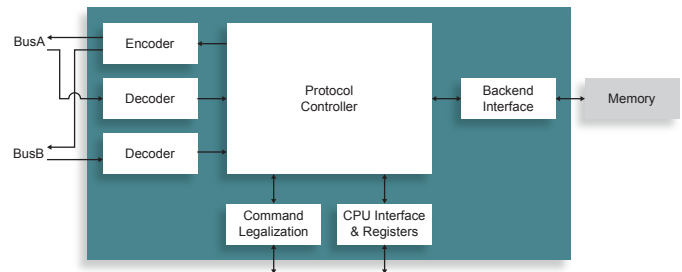 BusA
Encoder
Decoder
Protocol
Controller
Backend
Interface
Memory
BusB
Decoder
Command
Legalization
CPU Interface
& Registers